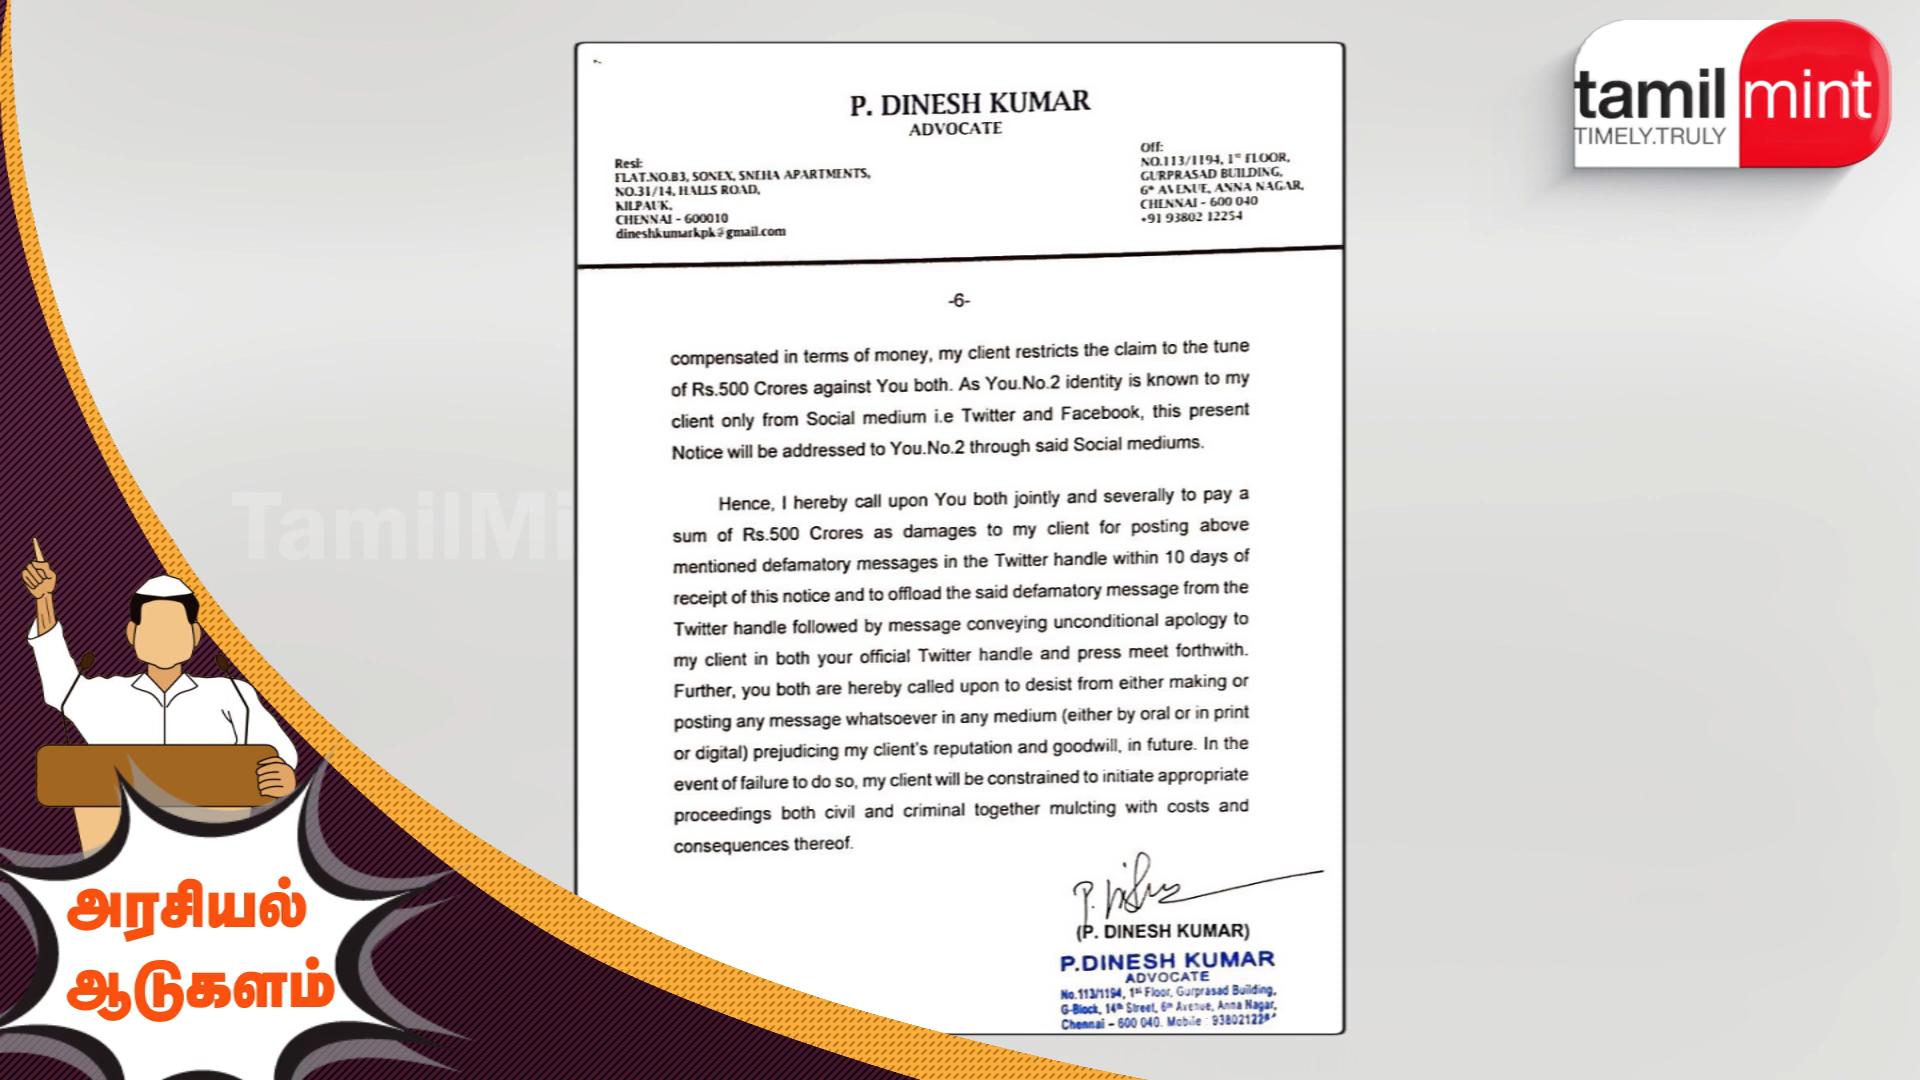 tamil mint
TIMELY.TRULY
P. DINESH KUMAR
ADVOCATE
Resi:
FLAT.NO.B3, SONEX, SNEHA APARTMENTS,
NO.31/14, HALLS ROAD,
KILPAUK,
CHENNAI - 600010
dineshkumarkpk@gmail.com
Off:
NO.113/1194, 1ST FLOOR,
GURPRASAD BUILDING,
6th AVENUE, ANNA NAGAR,
CHENNAI - 600 040
+91 93802 12254
-6-
compensated in terms of money, my client restricts the claim to the tune
of Rs.500 Crores against You both. As You.No.2 identity is known to my
client only from Social medium i.e Twitter and Facebook, this present
Notice will be addressed to You.No.2 through said Social mediums.
Hence, I hereby call upon You both jointly and severally to pay a
sum of Rs.500 Crores as damages to my client for posting above
mentioned defamatory messages in the Twitter handle within 10 days of
receipt of this notice and to offload the said defamatory message from the
Twitter handle followed by message conveying unconditional apology to
my client in both your official Twitter handle and press meet forthwith.
Further, you both are hereby called upon to desist from either making or
posting any message whatsoever in any medium (either by oral or in print
or digital) prejudicing my client's reputation and goodwill, in future. In the
event of failure to do so, my client will be constrained to initiate appropriate
proceedings both civil and criminal together mulcting with costs and
consequences thereof.
(P. DINESH KUMAR)
P.DINESH KUMAR
ADVOCATE
No.113/1194, 1st Floor, Gurprasad Building,
G-Block, 14th Street, 6th Avenue, Anna Nagar,
Chennai - 600 040. Mobile :
TamilMi
அரசியல்
ஆடுகளம்